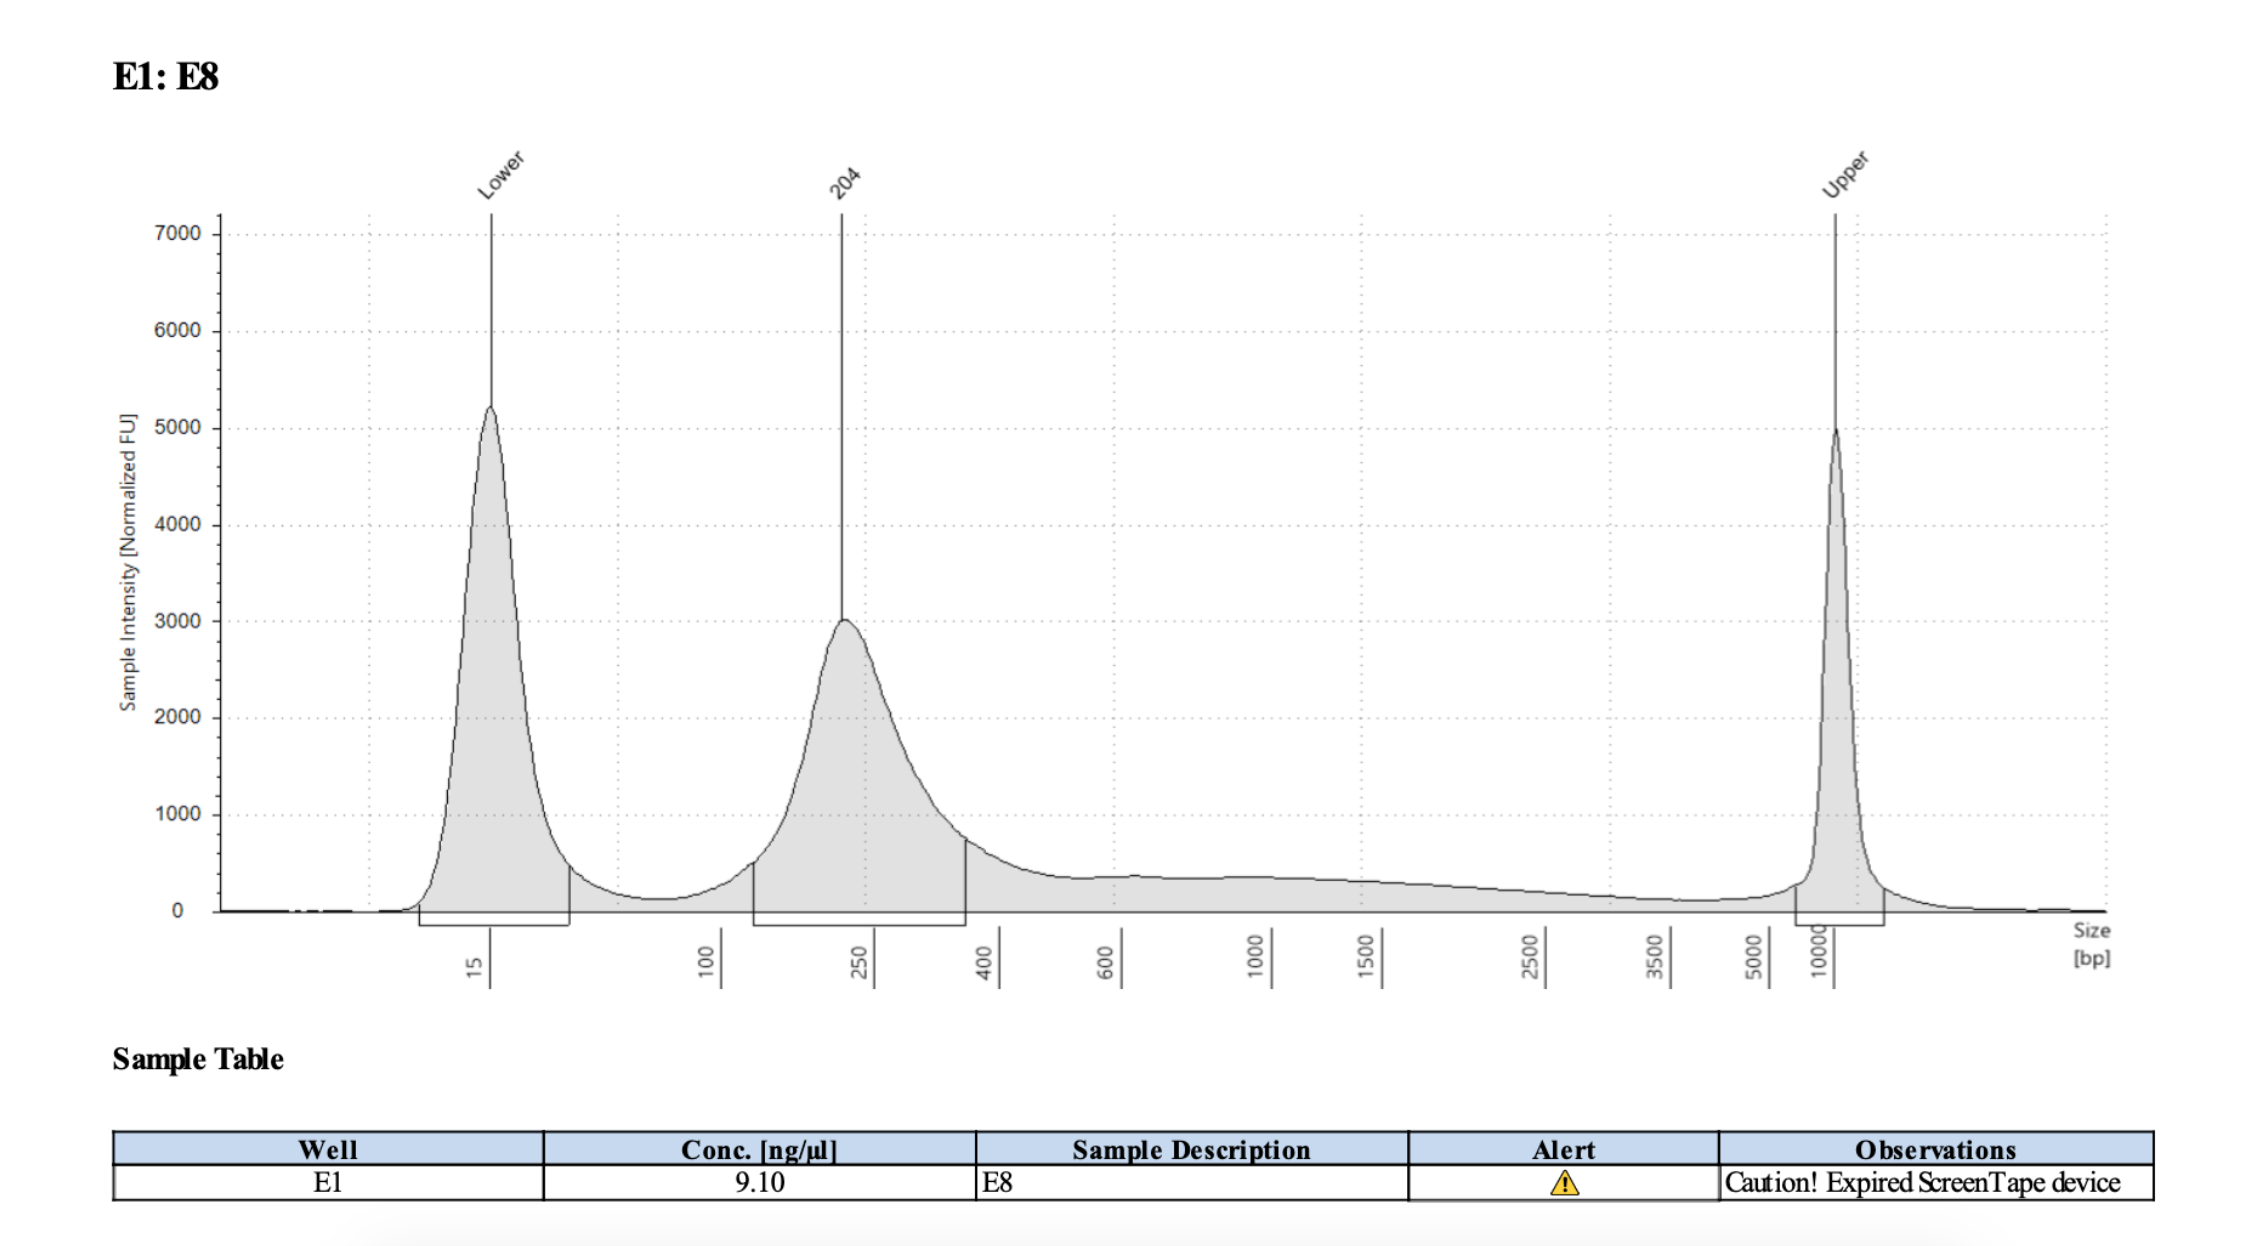 E1: E8
Lower
204
Upper
7000
6000
5000
4000
3000
2000
1000
0
Sample Intensity [Normalized FU]
15
100
250
400
600
1000
1500
2500
3500
5000
10000
Size
[bp]
Sample Table
Well Conc. [ng/µl] Sample Description Alert Observations
E1 9.10 E8 Caution! Expired ScreenTape device